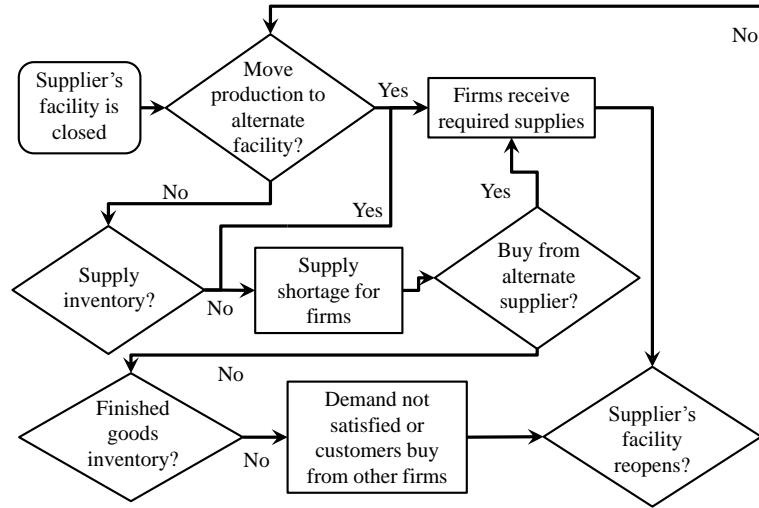 No
Supplier's
facility is
closed
Move
production to
alternate
facility?
Yes
Firms receive
required supplies
No
Yes
Yes
Supply
inventory?
No
Supply
shortage for
firms
Buy from
alternate
supplier?
No
Finished
goods
inventory?
No
Demand not
satisfied or
customers buy
from other firms
Supplier's
facility
reopens?